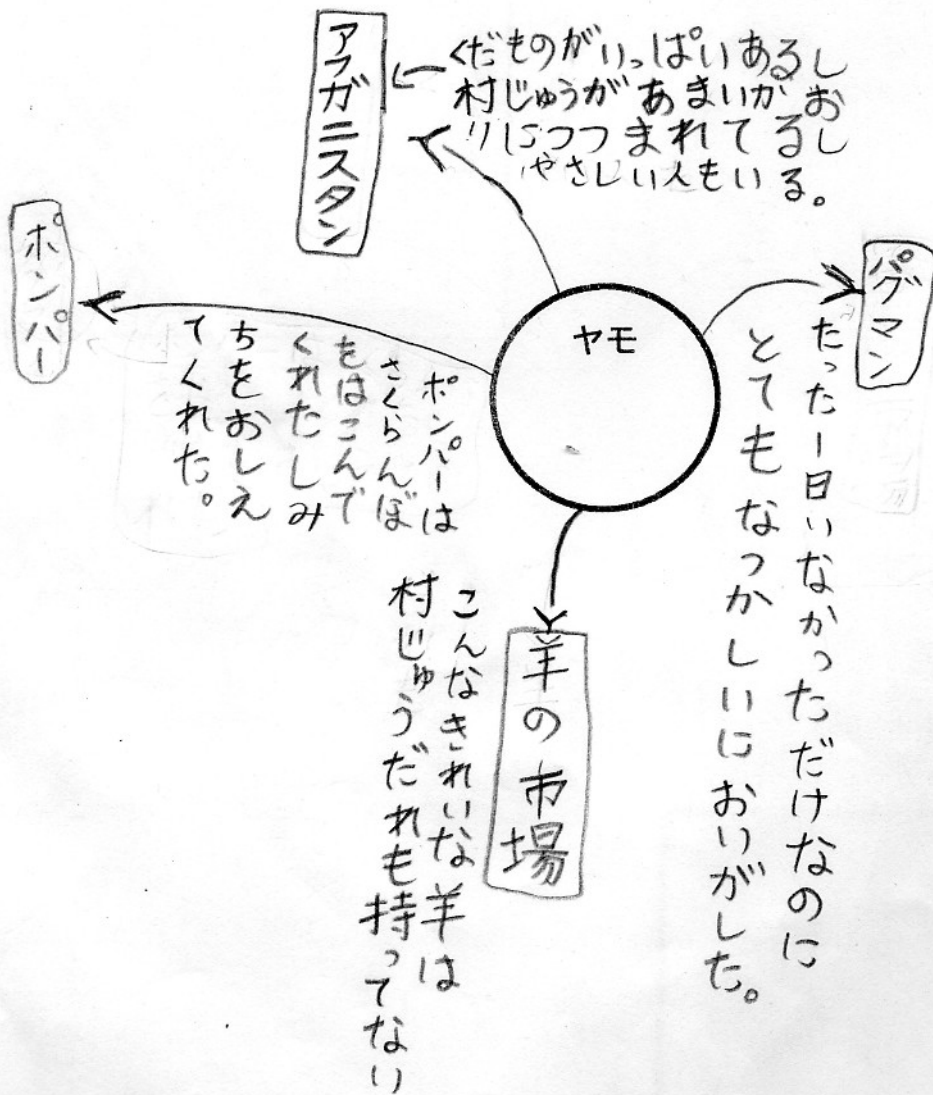 アフガニスタン
くだものがいっぱいあるし
村じゅうがあまいかお
りにつつまれてるし
やさしい人もいる。
パグマン
たった一日いなかっただけなのに
とてもなつかしいにおいがした。
ヤモ
ポンパー
ポンパーは
さくらんぼ
をはこんで
くれたしみ
ちをおしえ
てくれた。
羊の市場
こんなきれいな羊は
村じゅうだれも持ってない